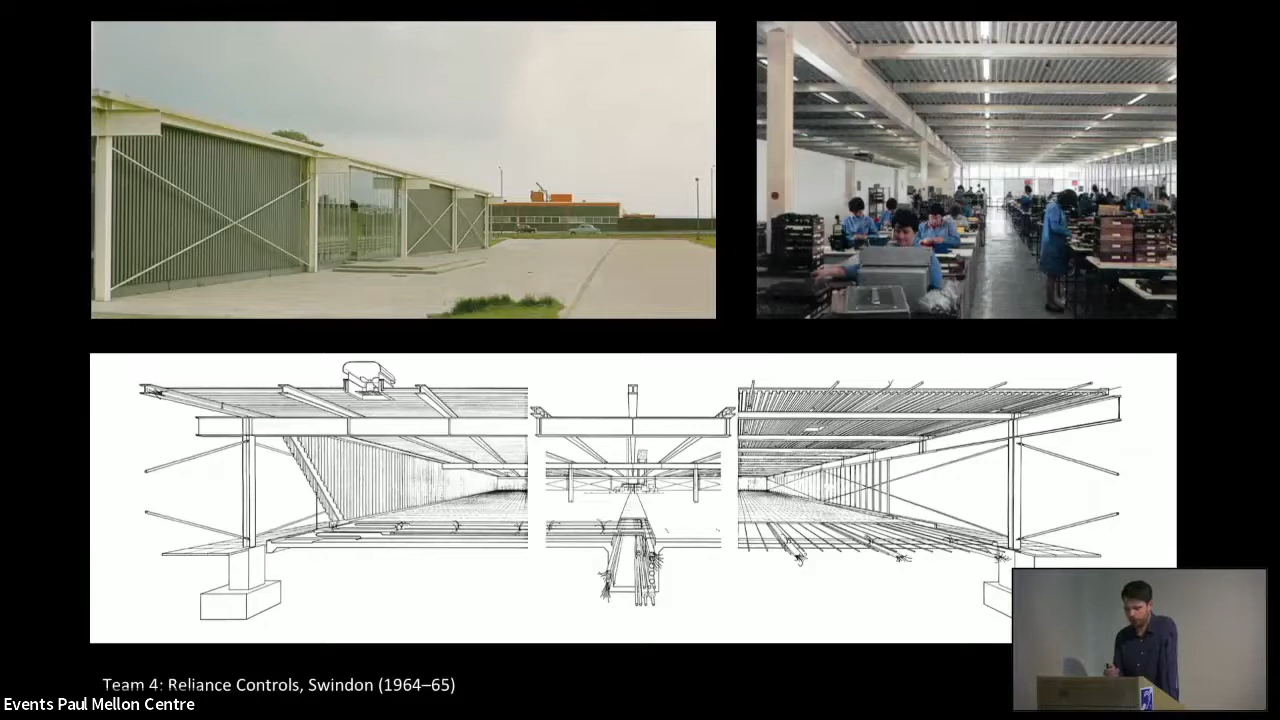 Team 4: Reliance Controls, Swindon (1964–65)
Events Paul Mellon Centre